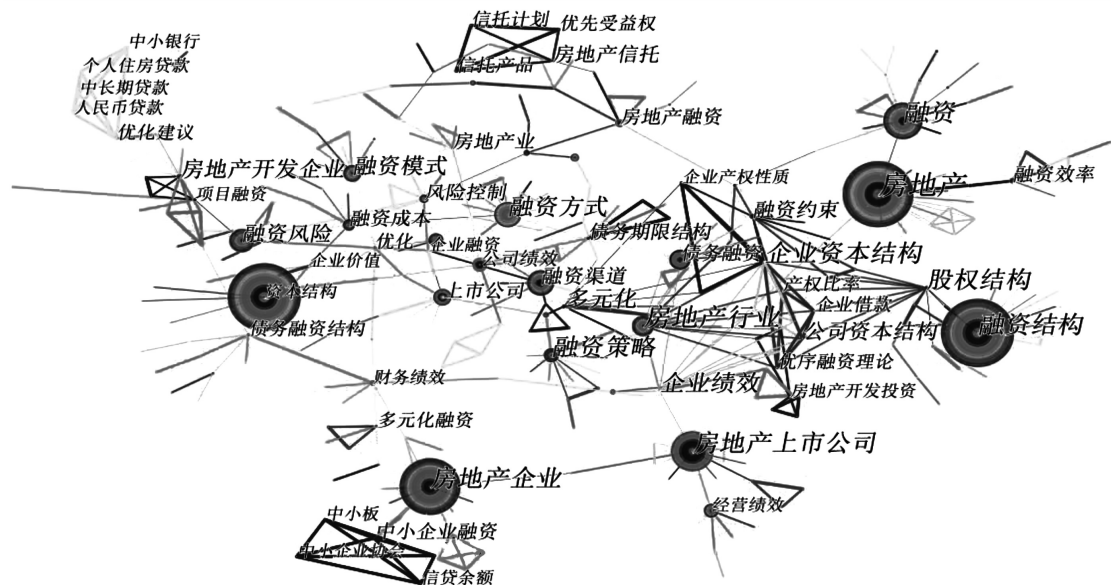 信托计划
优先受益权
中小银行
房地产信托
个人住房贷款
信托产品
中长期贷款
人民币贷款
房地产融资
融资
优化建议
房地产业
房地产开发企业
融资模式
企业产权性质
融资效率
房地产
项目融资
风险控制
融资成本
融资方式
融资约束
融资风险
优化
企业融资
债务期限结构
债务融资
企业资本结构
企业价值
公司绩效
融资渠道
产权比率
股权结构
资本结构
上市公司
多元化
企业借款
债务融资结构
房地产行业
公司资本结构
融资结构
融资策略
优序融资理论
财务绩效
企业绩效
房地产开发投资
多元化融资
房地产上市公司
房地产企业
经营绩效
中小板
中小企业融资
中小企业协会
信贷余额